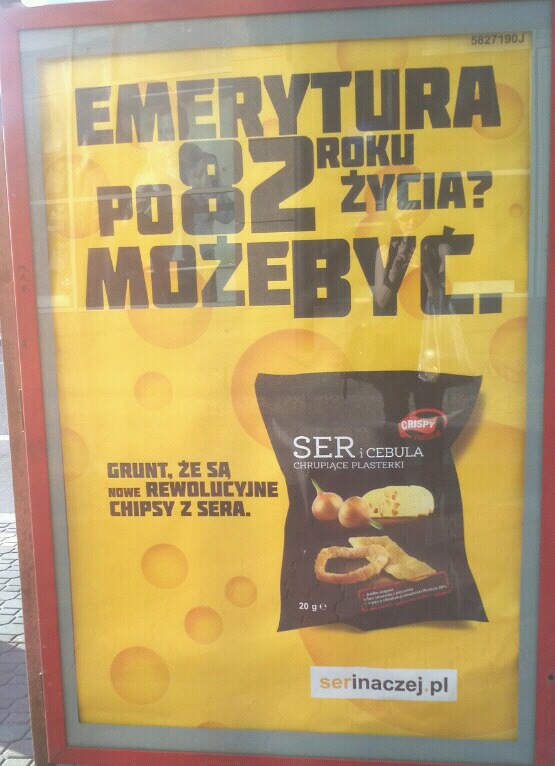 5827190J
EMERYTURA
PO 82 ROKU
ŻYCIA?
MOŻE BYĆ.
CRISPY
SER i CEBULA
CHRUPIĄCE PLASTERKI
GRUNT, ŻE SĄ
NOWE REWOLUCYJNE
CHIPSY Z SERA.
20 g e
serinaczej.pl